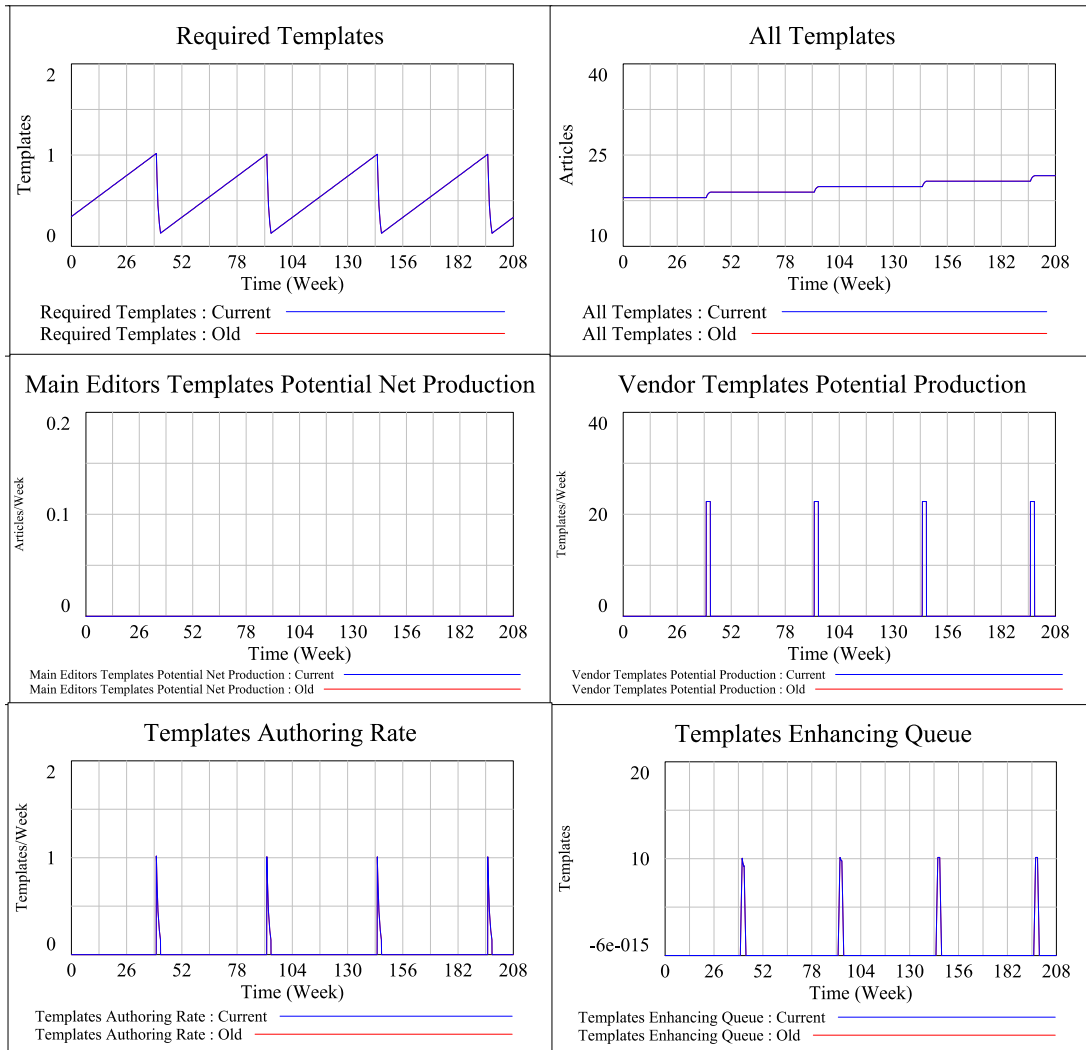 Required Templates
2
1
0
Templates
0 26 52 78 104 130 156 182 208
Time (Week)
Required Templates : Current
Required Templates : Old
All Templates
40
25
10
Articles
0 26 52 78 104 130 156 182 208
Time (Week)
All Templates : Current
All Templates : Old
Main Editors Templates Potential Net Production
0.2
0.1
0
Articles/Week
0 26 52 78 104 130 156 182 208
Time (Week)
Main Editors Templates Potential Net Production : Current
Main Editors Templates Potential Net Production : Old
Vendor Templates Potential Production
40
20
0
Templates/Week
0 26 52 78 104 130 156 182 208
Time (Week)
Vendor Templates Potential Production : Current
Vendor Templates Potential Production : Old
Templates Authoring Rate
2
1
0
Templates/Week
0 26 52 78 104 130 156 182 208
Time (Week)
Templates Authoring Rate : Current
Templates Authoring Rate : Old
Templates Enhancing Queue
20
10
-6e-015
Templates
0 26 52 78 104 130 156 182 208
Time (Week)
Templates Enhancing Queue : Current
Templates Enhancing Queue : Old